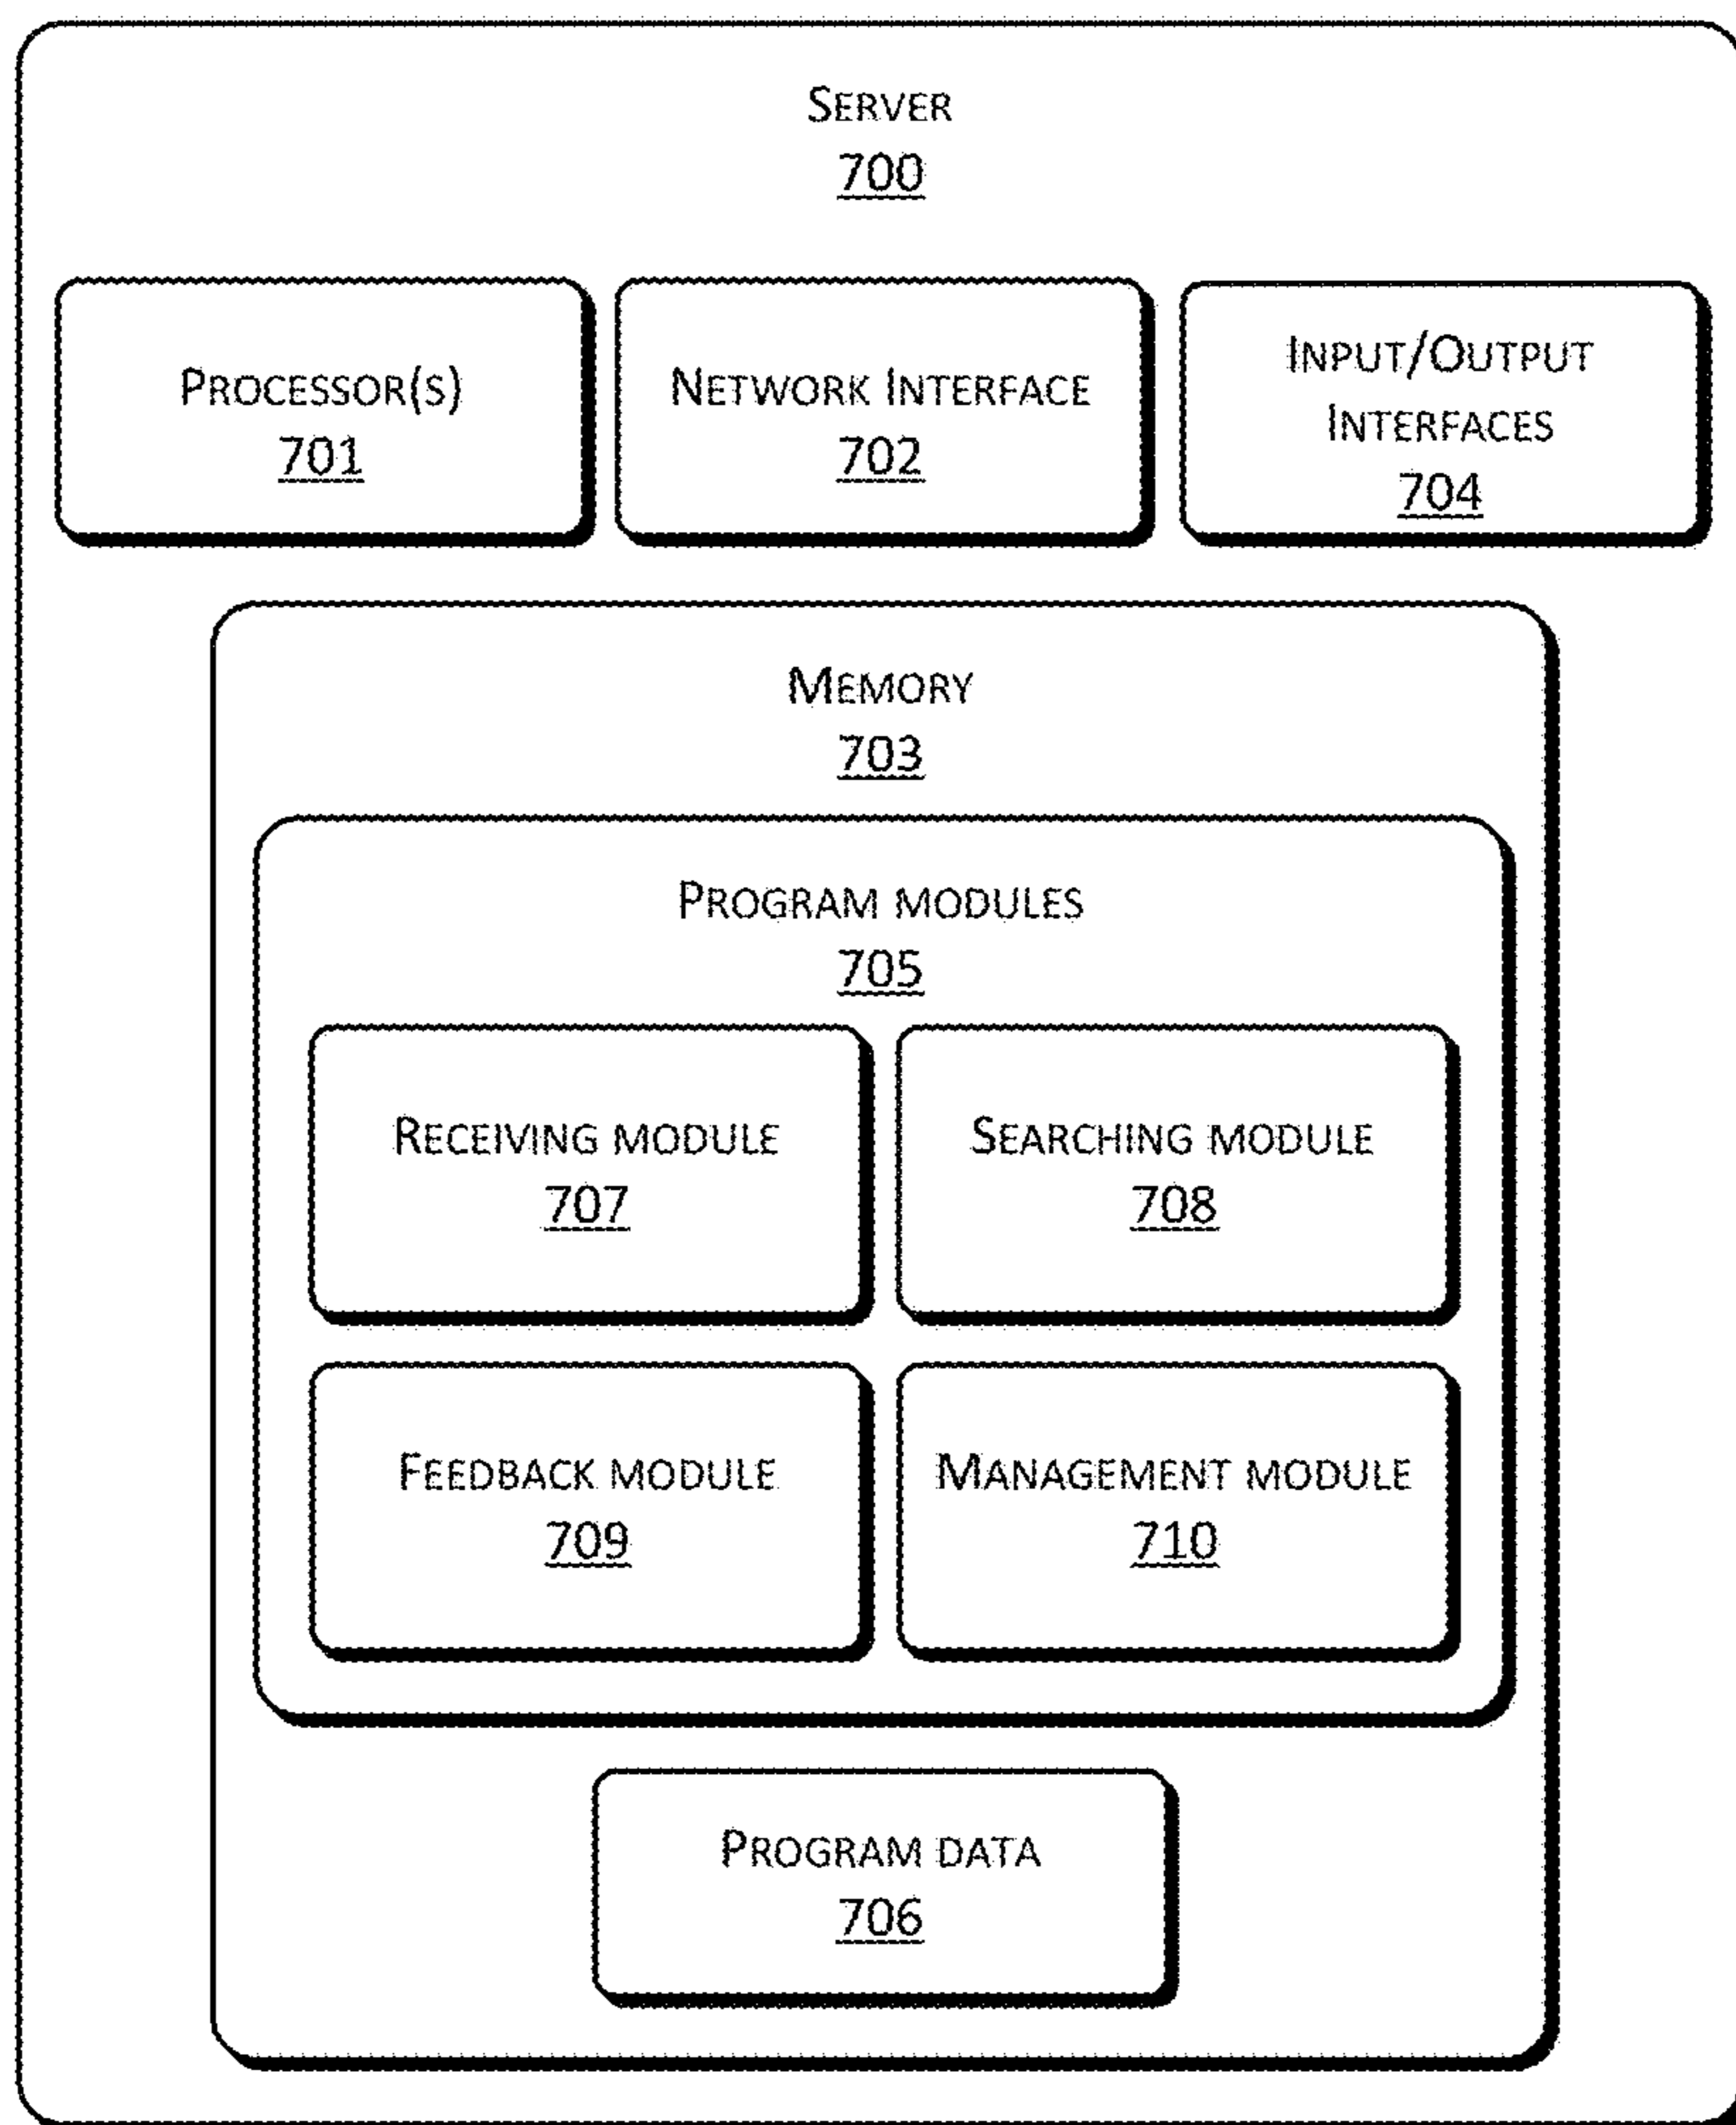 Server
700
Processor(s)
701
Network Interface
702
Input/Output
Interfaces
704
Memory
703
Program modules
705
Receiving module
707
Searching module
708
Feedback module
709
Management module
710
Program data
706